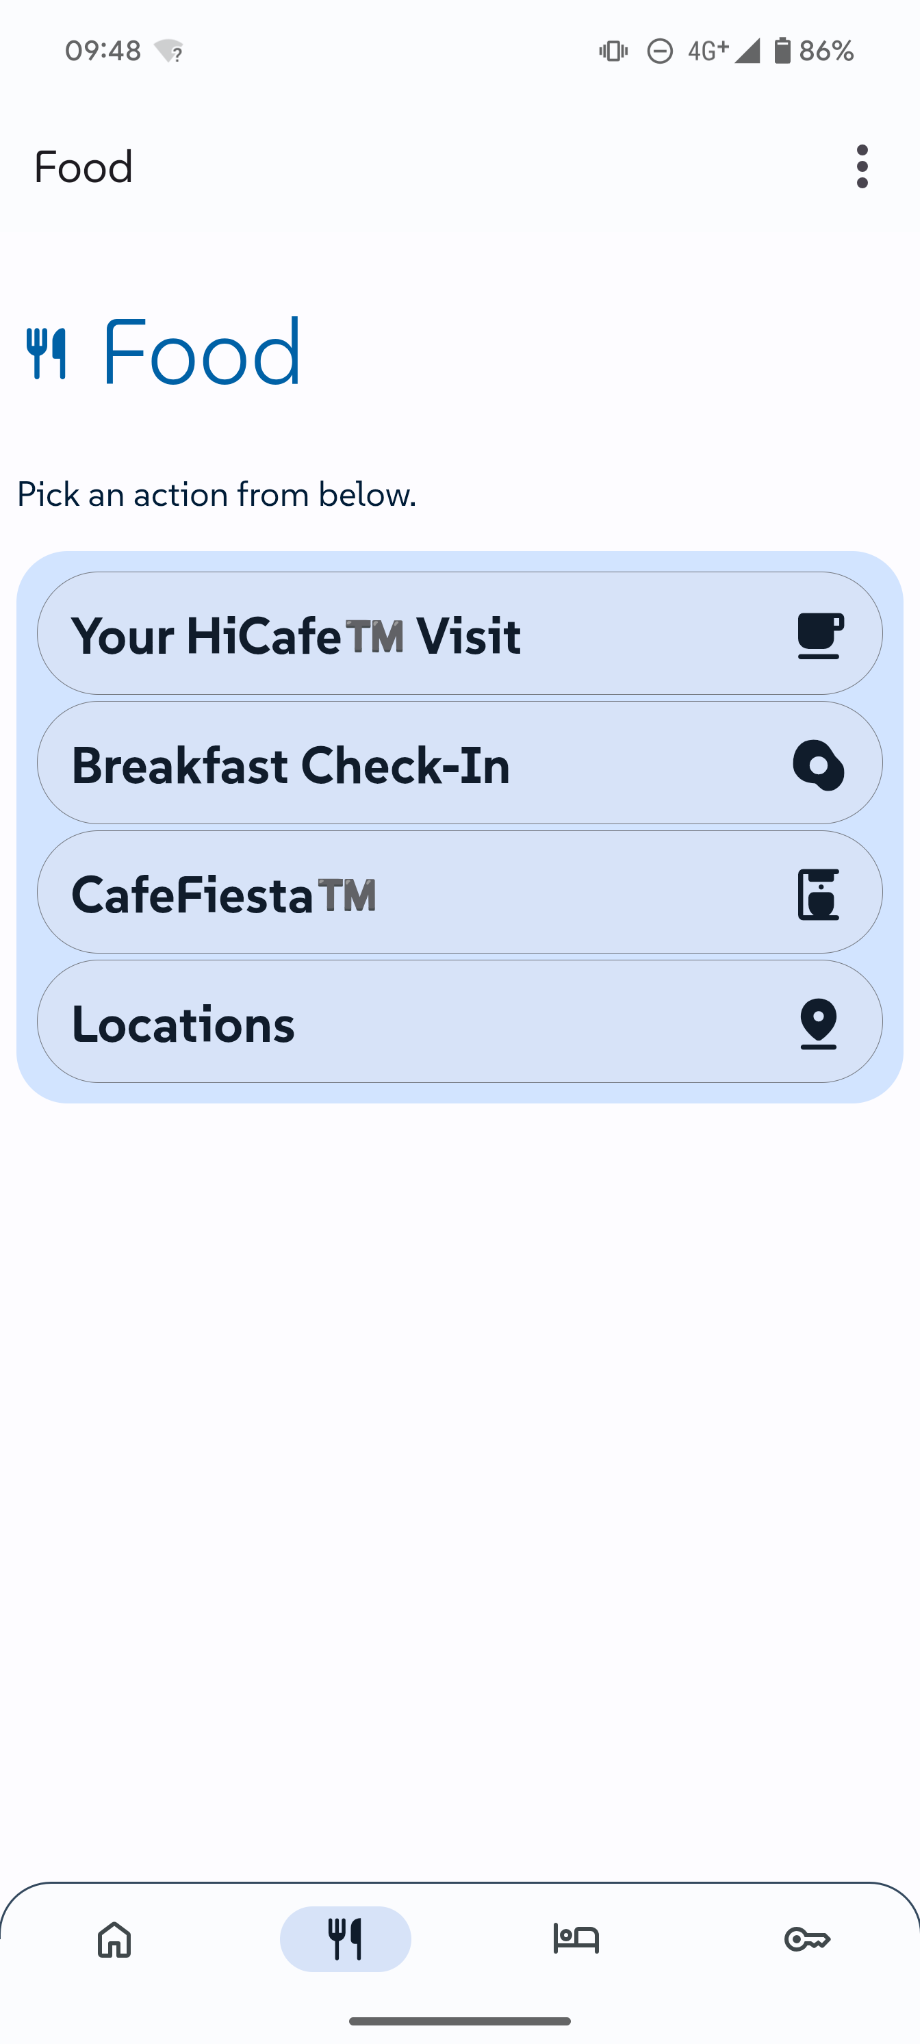 09:48
4G+ 86%
Food
Food
Pick an action from below.
Your HiCafe™ Visit
Breakfast Check-In
CafeFiesta™
Locations